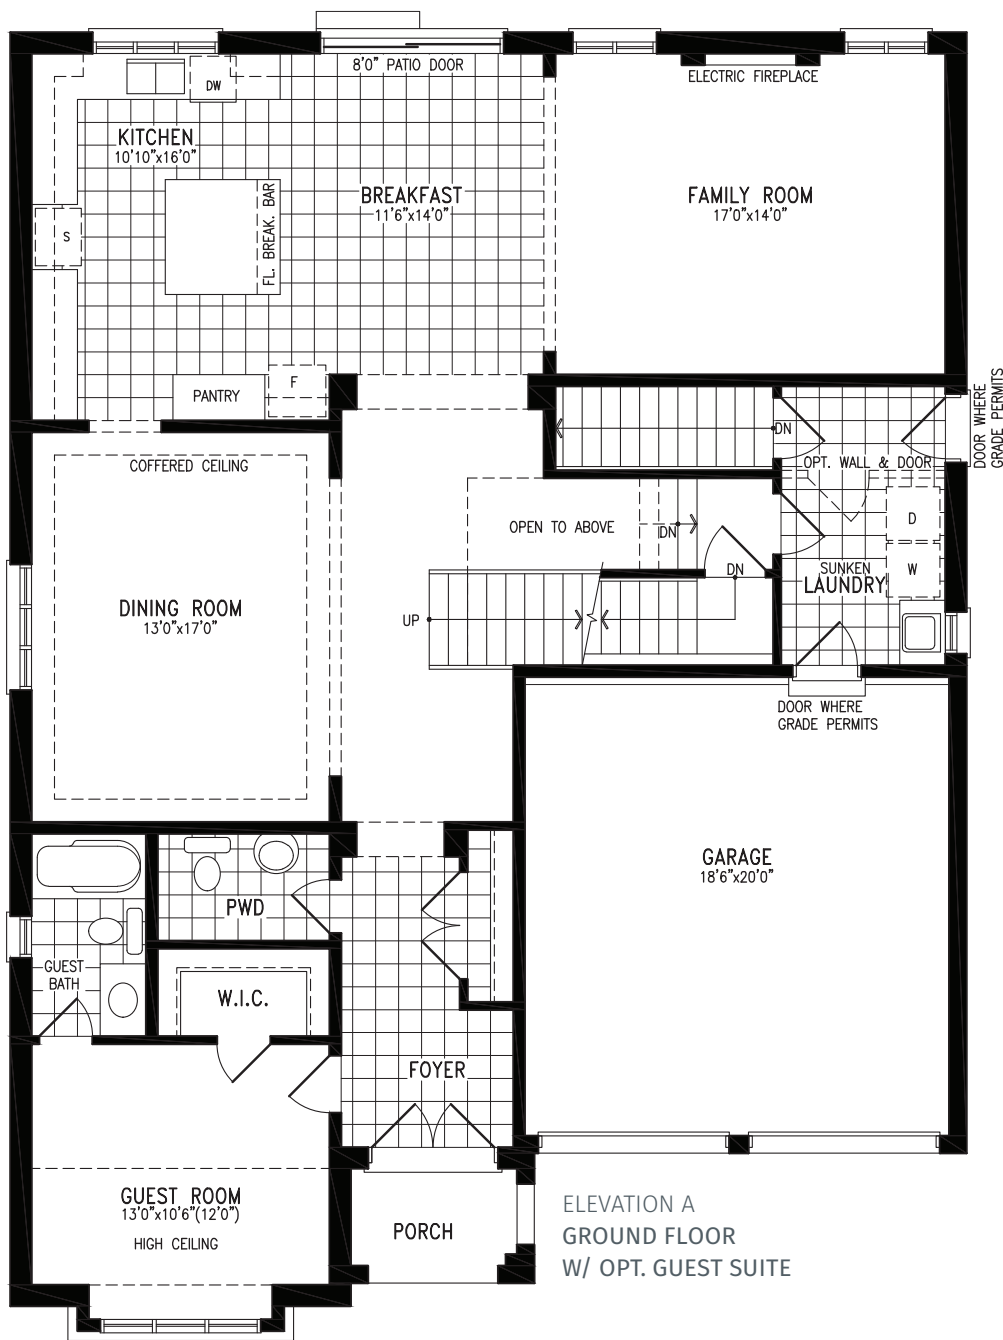 8'0" PATIO DOOR
ELECTRIC FIREPLACE
DW
KITCHEN
10'10"x16'0"
BREAKFAST
11'6"x14'0"
FAMILY ROOM
17'0"x14'0"
FL. BREAK. BAR
S
PANTRY
F
DOOR WHERE
GRADE PERMITS
DN
COFFERED CEILING
OPT. WALL & DOOR
OPEN TO ABOVE
DN
D
DN
SUNKEN
LAUNDRY
W
DINING ROOM
13'0"x17'0"
UP
DOOR WHERE
GRADE PERMITS
GARAGE
18'6"x20'0"
PWD
GUEST
BATH
W.I.C.
FOYER
GUEST ROOM
13'0"x10'6"(12'0")
HIGH CEILING
PORCH
ELEVATION A
GROUND FLOOR
W/ OPT. GUEST SUITE